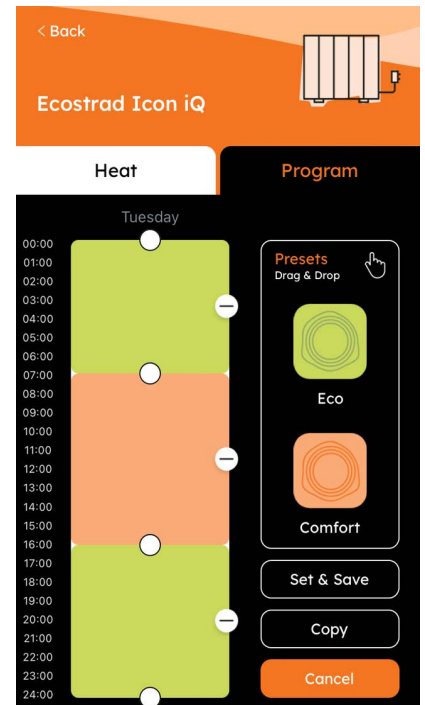 < Back
Ecostrad Icon iQ
Heat
Program
Tuesday
00:00
01:00
02:00
03:00
04:00
05:00
06:00
07:00
08:00
09:00
10:00
11:00
12:00
13:00
14:00
15:00
16:00
17:00
18:00
19:00
20:00
21:00
22:00
23:00
24:00
Presets
Drag & Drop
Eco
Comfort
Set & Save
Copy
Cancel